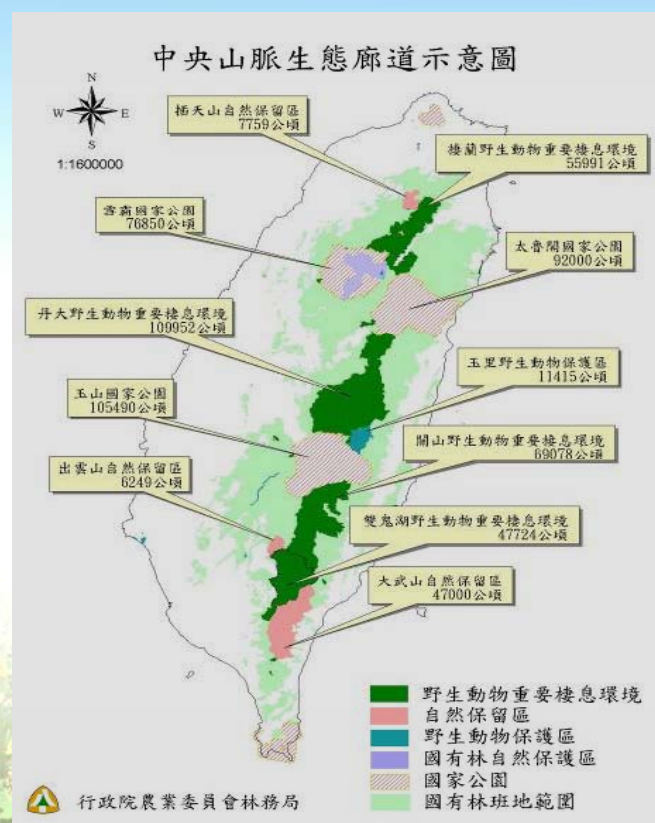 中央山脈生態廊道示意圖
N
W
E
S
1:1600000
插天山自然保留區
7759公頃
棲蘭野生動物重要棲息環境
55991公頃
雪霸國家公園
76850公頃
太魯閣國家公園
92000公頃
丹大野生動物重要棲息環境
109952公頃
玉里野生動物保護區
11415公頃
玉山國家公園
105490公頃
關山野生動物重要棲息環境
69078公頃
出雲山自然保留區
6249公頃
雙鬼湖野生動物重要棲息環境
47724公頃
大武山自然保留區
47000公頃
野生動物重要棲息環境
自然保留區
野生動物保護區
國有林自然保護區
國家公園
國有林班地範圍
行政院農業委員會林務局